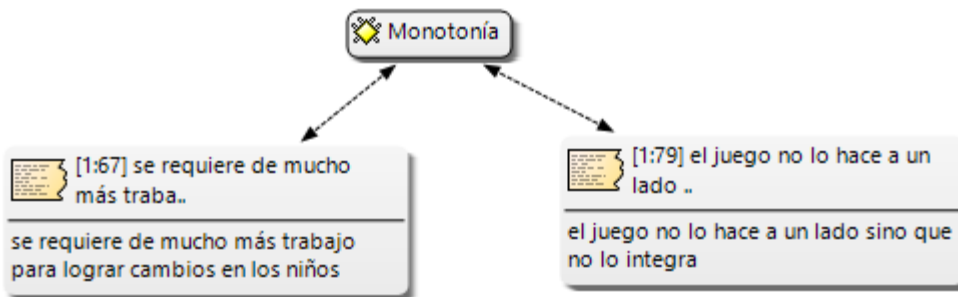 Monotonía
[1:67] se requiere de mucho
más traba..
se requiere de mucho más trabajo
para lograr cambios en los niños
[1:79] el juego no lo hace a un
lado ..
el juego no lo hace a un lado sino que
no lo integra